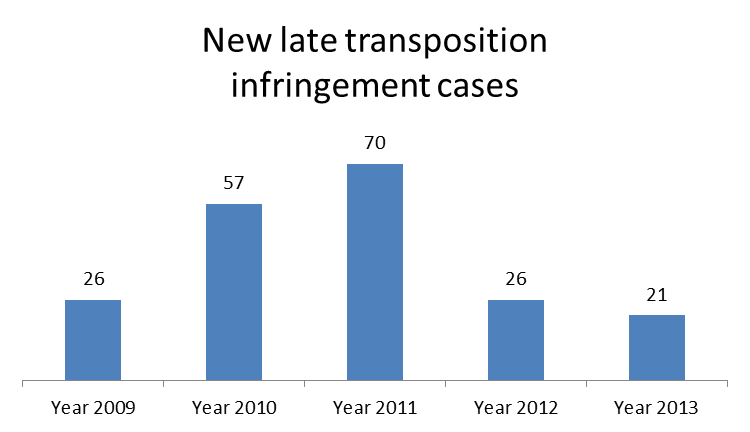 New late transposition
infringement cases
70
57
26
26
21
Year 2009
Year 2010
Year 2011
Year 2012
Year 2013